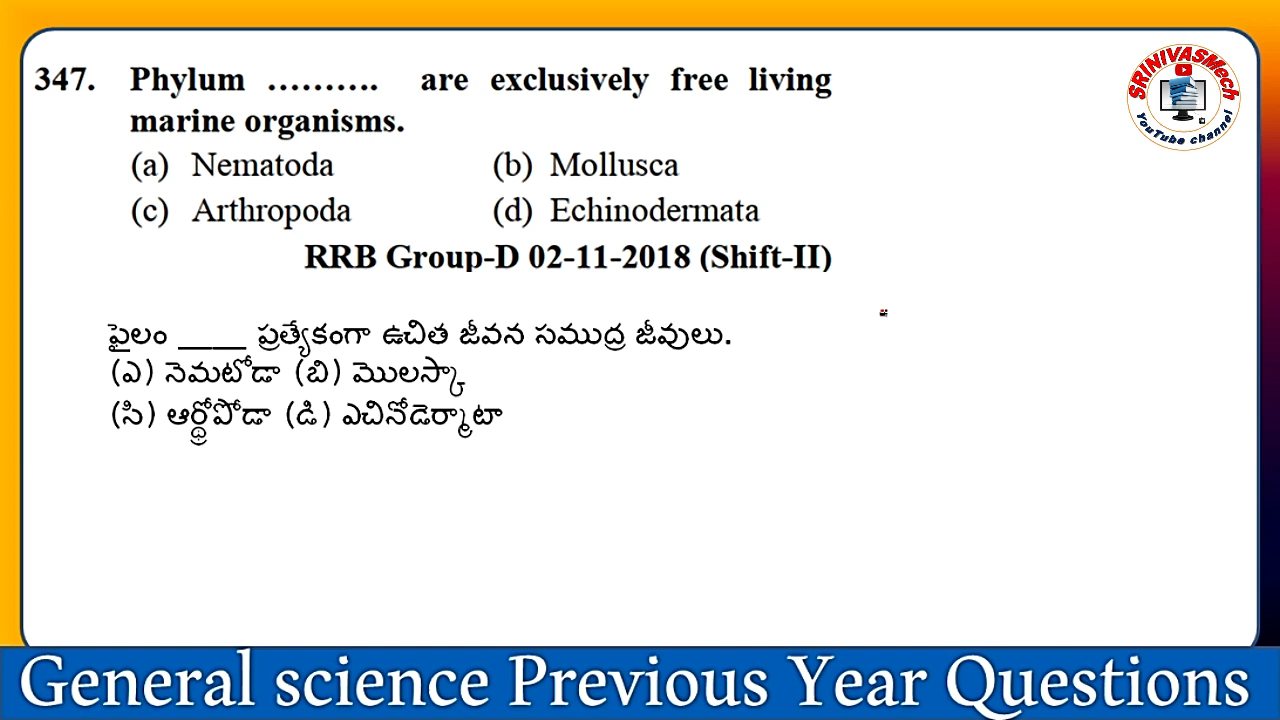 347. Phylum .......... are exclusively free living
marine organisms.
(a) Nematoda (b) Mollusca
(c) Arthropoda (d) Echinodermata
RRB Group-D 02-11-2018 (Shift-II)
ఫైలం ____ ప్రత్యేకంగా ఉచిత జీవన సముద్ర జీవులు.
(ఎ) నెమటోడా (బి) మొలస్కా
(సి) ఆర్థ్రోపోడా (డి) ఎచినోడెర్మాటా
SRINIVASMech
YouTube channel
General science Previous Year Questions